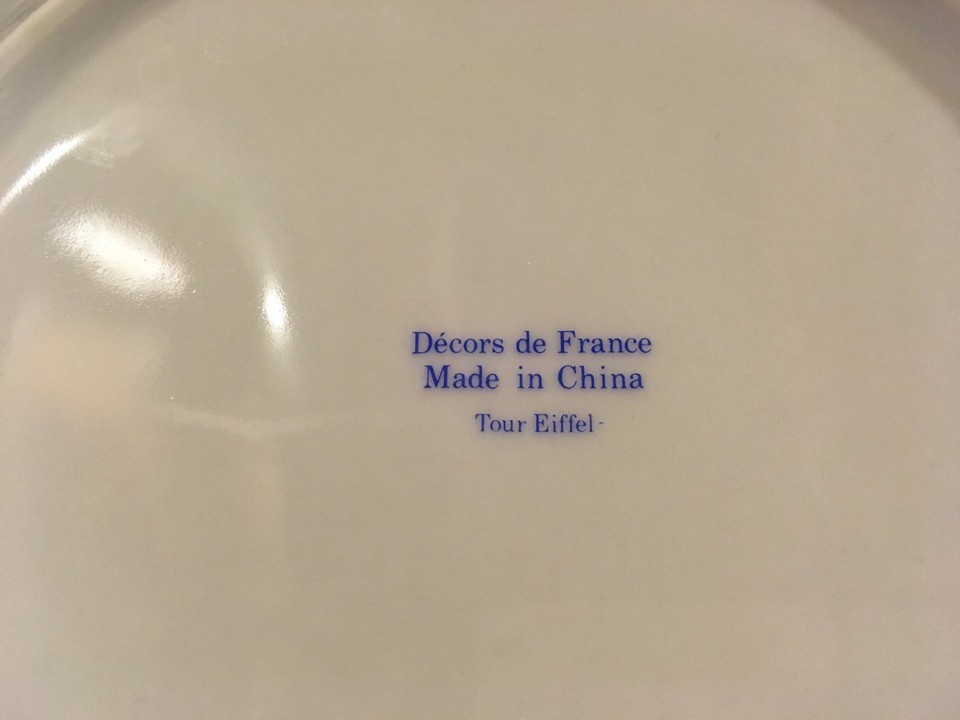 Décors de France
Made in China
Tour Eiffel -